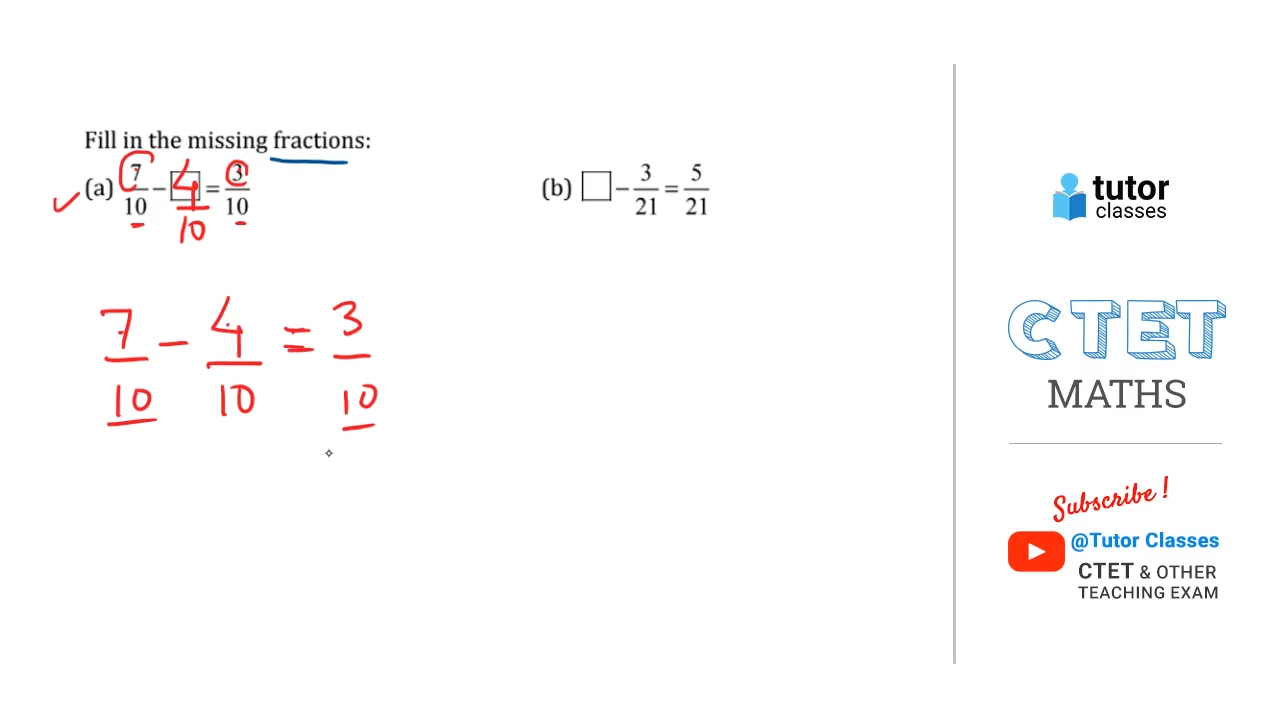 Fill in the missing fractions:
(a) 7/10 − □ = 3/10
4/10
(b) □ − 3/21 = 5/21
7/10 − 4/10 = 3/10
tutor
classes
CTET
MATHS
Subscribe !
@Tutor Classes
CTET & OTHER
TEACHING EXAM